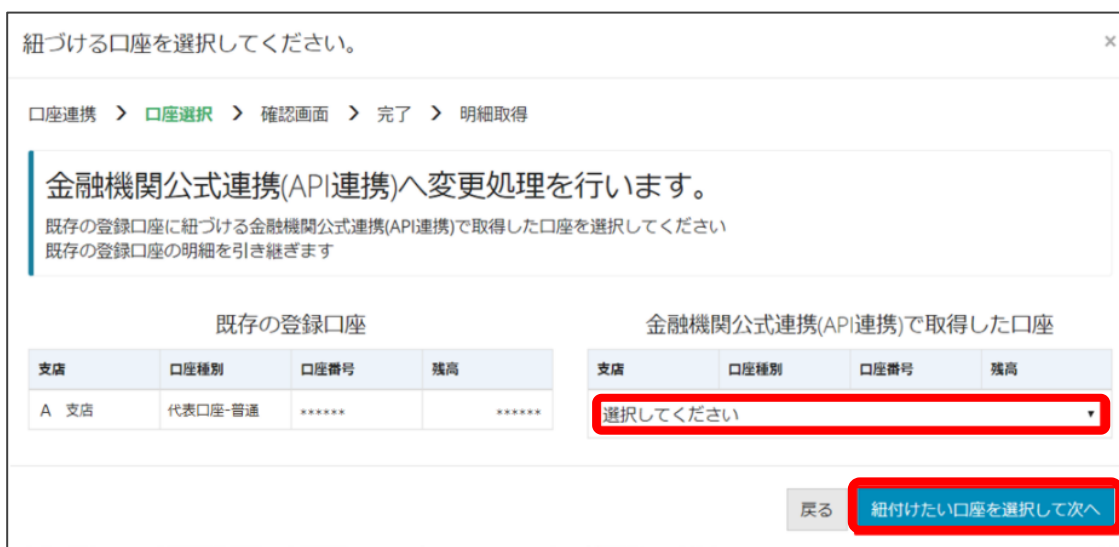 紐づける口座を選択してください。 ×
口座連携 > 口座選択 > 確認画面 > 完了 > 明細取得
金融機関公式連携(API連携)へ変更処理を行います。
既存の登録口座に紐づける金融機関公式連携(API連携)で取得した口座を選択してください
既存の登録口座の明細を引き継ぎます
既存の登録口座
支店 口座種別 口座番号 残高
A 支店 代表口座-普通 ****** ******
金融機関公式連携(API連携)で取得した口座
支店 口座種別 口座番号 残高
選択してください
戻る 紐付けたい口座を選択して次へ